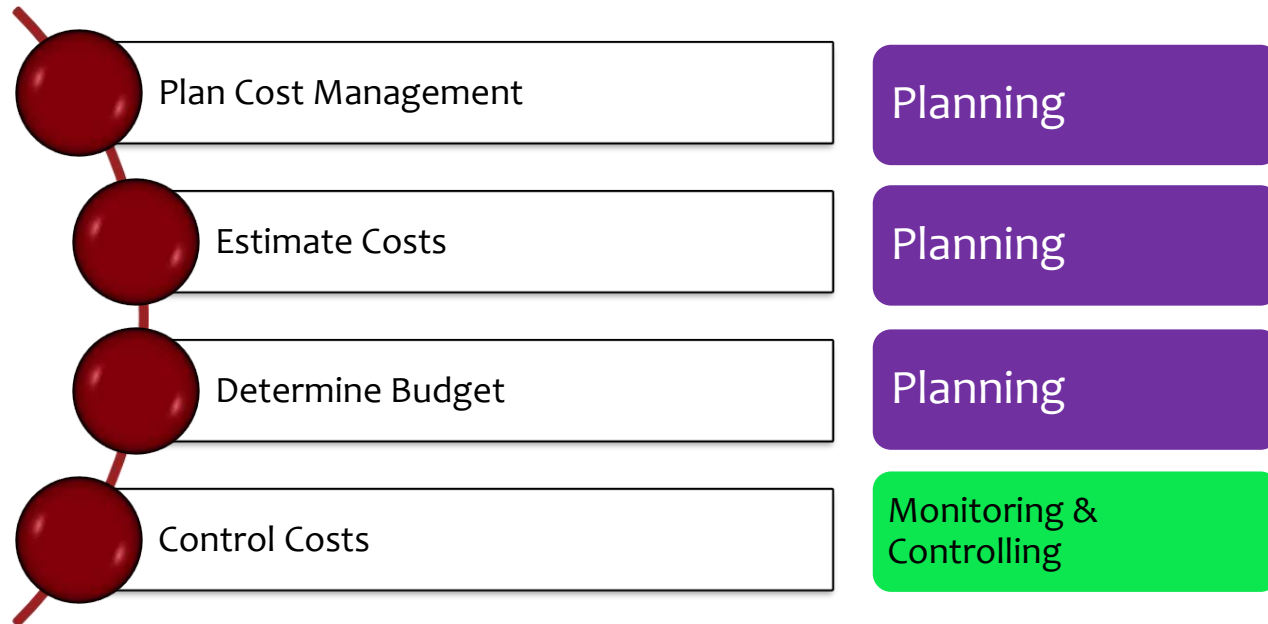 Plan Cost Management
Planning
Estimate Costs
Planning
Determine Budget
Planning
Control Costs
Monitoring &
Controlling